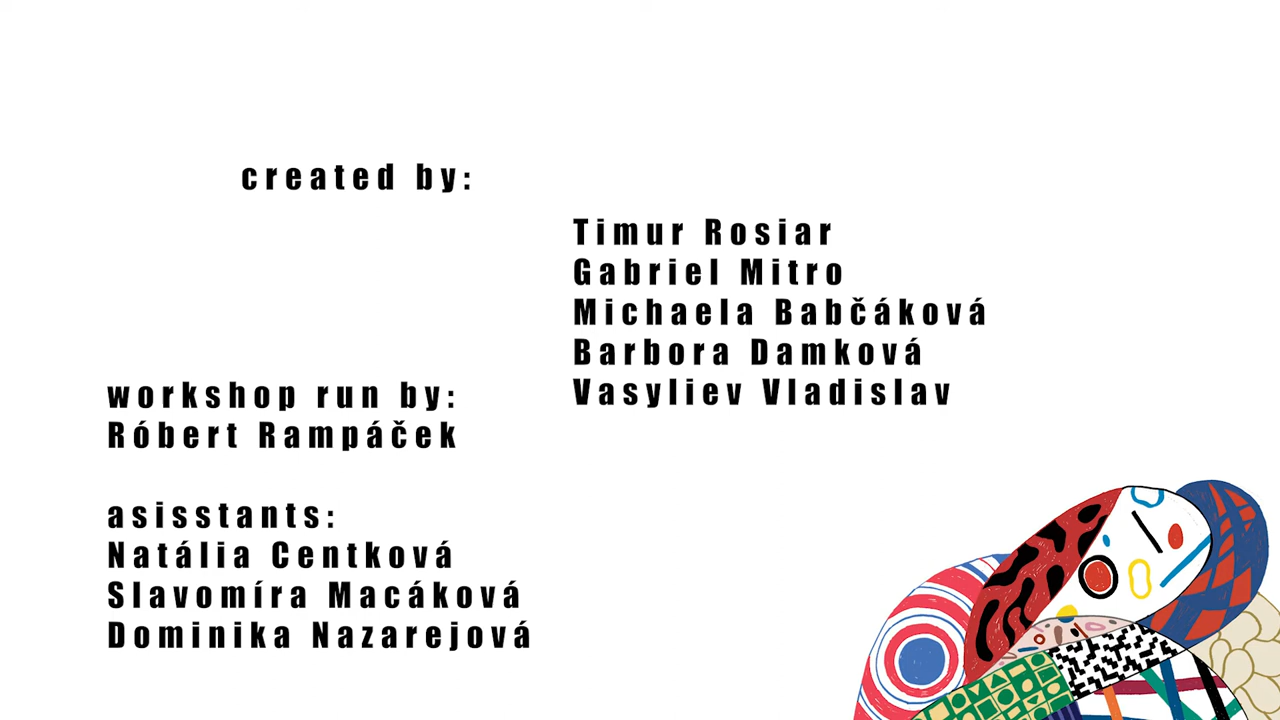 created by:
Timur Rosiar
Gabriel Mitro
Michaela Babčáková
Barbora Damková
Vasyliev Vladislav
workshop run by:
Róbert Rampáček
asisstants:
Natália Centková
Slavomíra Macáková
Dominika Nazarejová